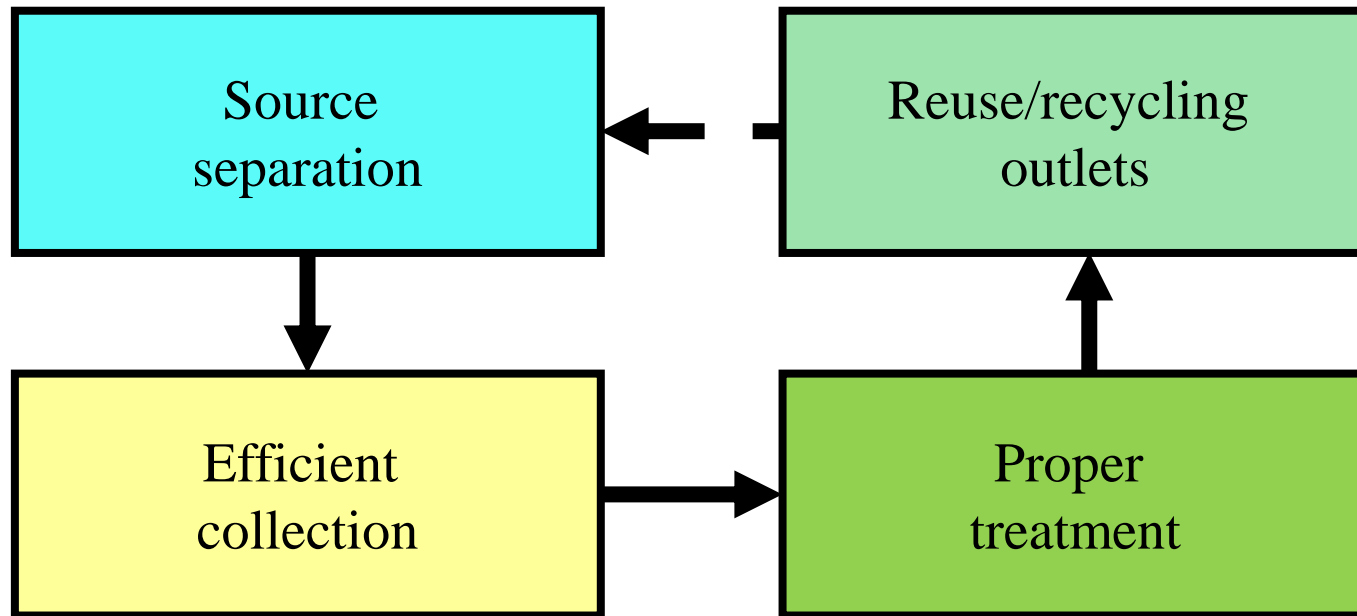 Source
separation
Reuse/recycling
outlets
Efficient
collection
Proper
treatment